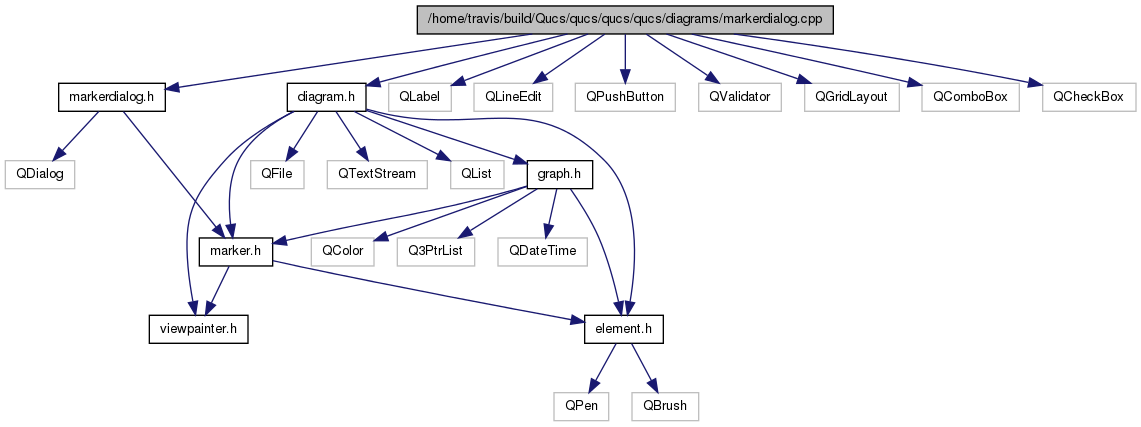 /home/travis/build/Qucs/qucs/qucs/qucs/diagrams/markerdialog.cpp
markerdialog.h
diagram.h
QLabel
QLineEdit
QPushButton
QValidator
QGridLayout
QComboBox
QCheckBox
QDialog
QFile
QTextStream
QList
graph.h
marker.h
QColor
Q3PtrList
QDateTime
viewpainter.h
element.h
QPen
QBrush